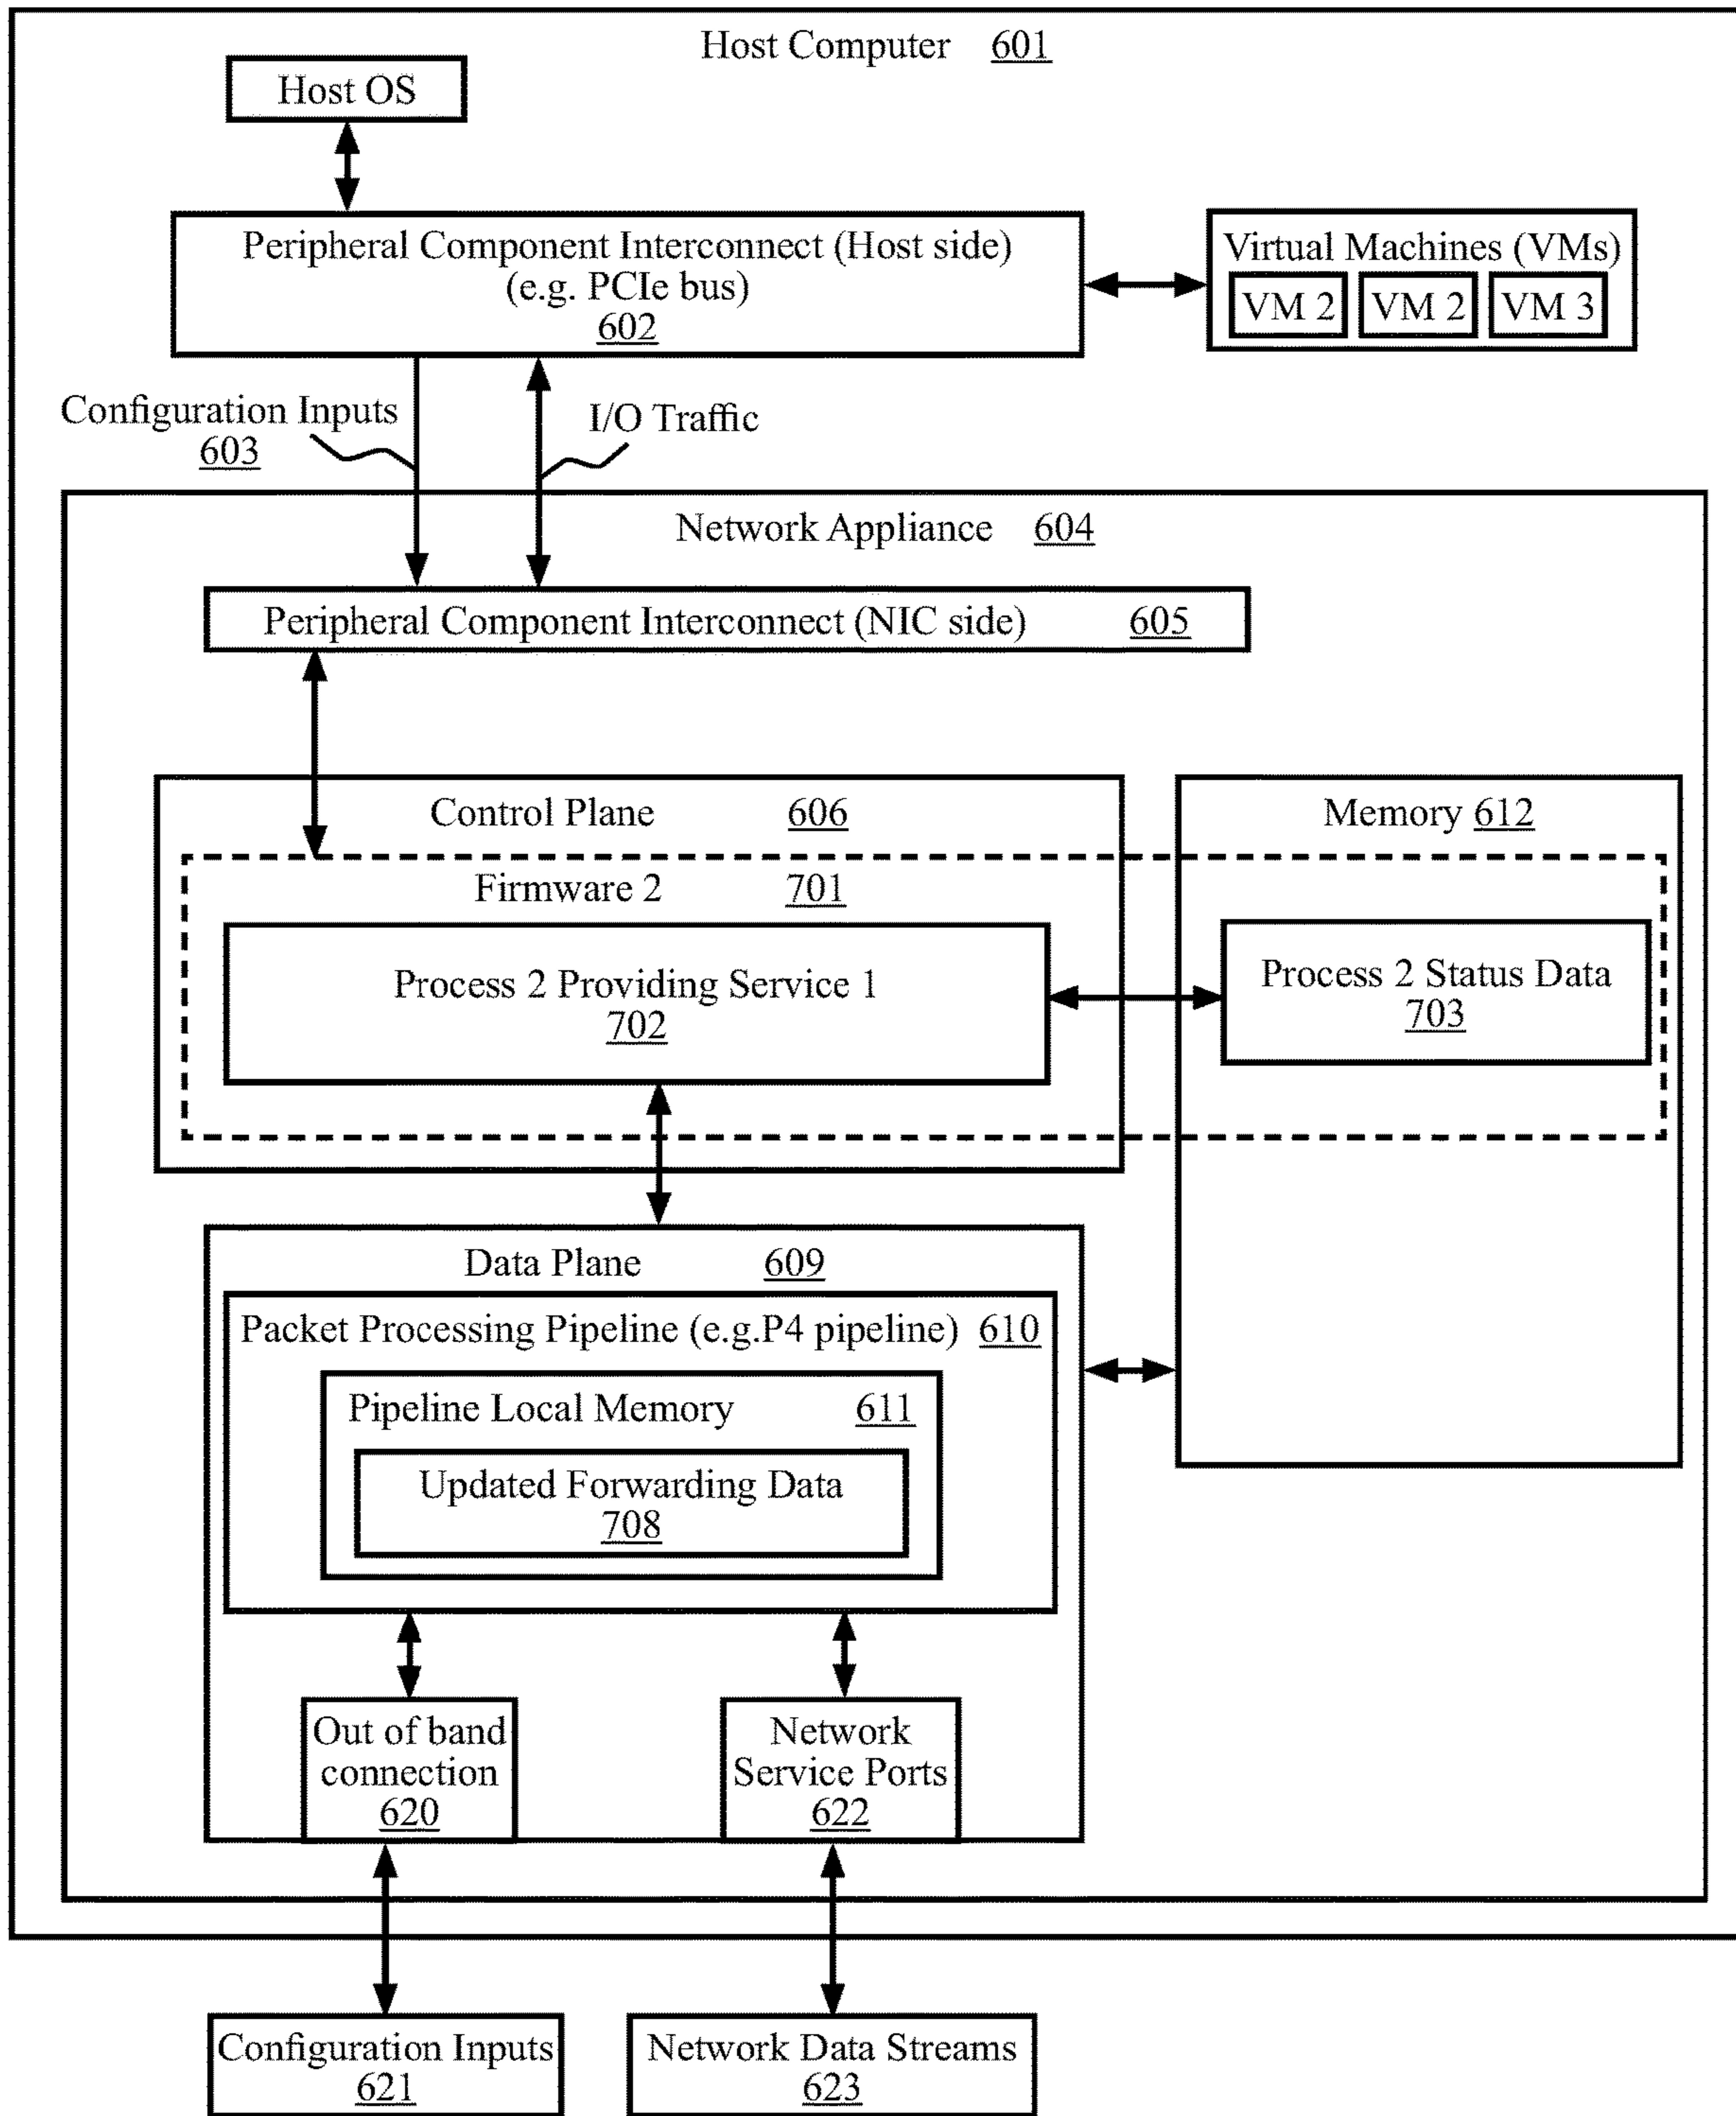 Host Computer 601
Host OS
Peripheral Component Interconnect (Host side)
(e.g. PCIe bus)
602
Virtual Machines (VMs)
VM 2 VM 2 VM 3
Configuration Inputs
603
I/O Traffic
Network Appliance 604
Peripheral Component Interconnect (NIC side) 605
Control Plane 606
Memory 612
Firmware 2 701
Process 2 Providing Service 1
702
Process 2 Status Data
703
Data Plane 609
Packet Processing Pipeline (e.g.P4 pipeline) 610
Pipeline Local Memory 611
Updated Forwarding Data
708
Out of band
connection
620
Network
Service Ports
622
Configuration Inputs
621
Network Data Streams
623